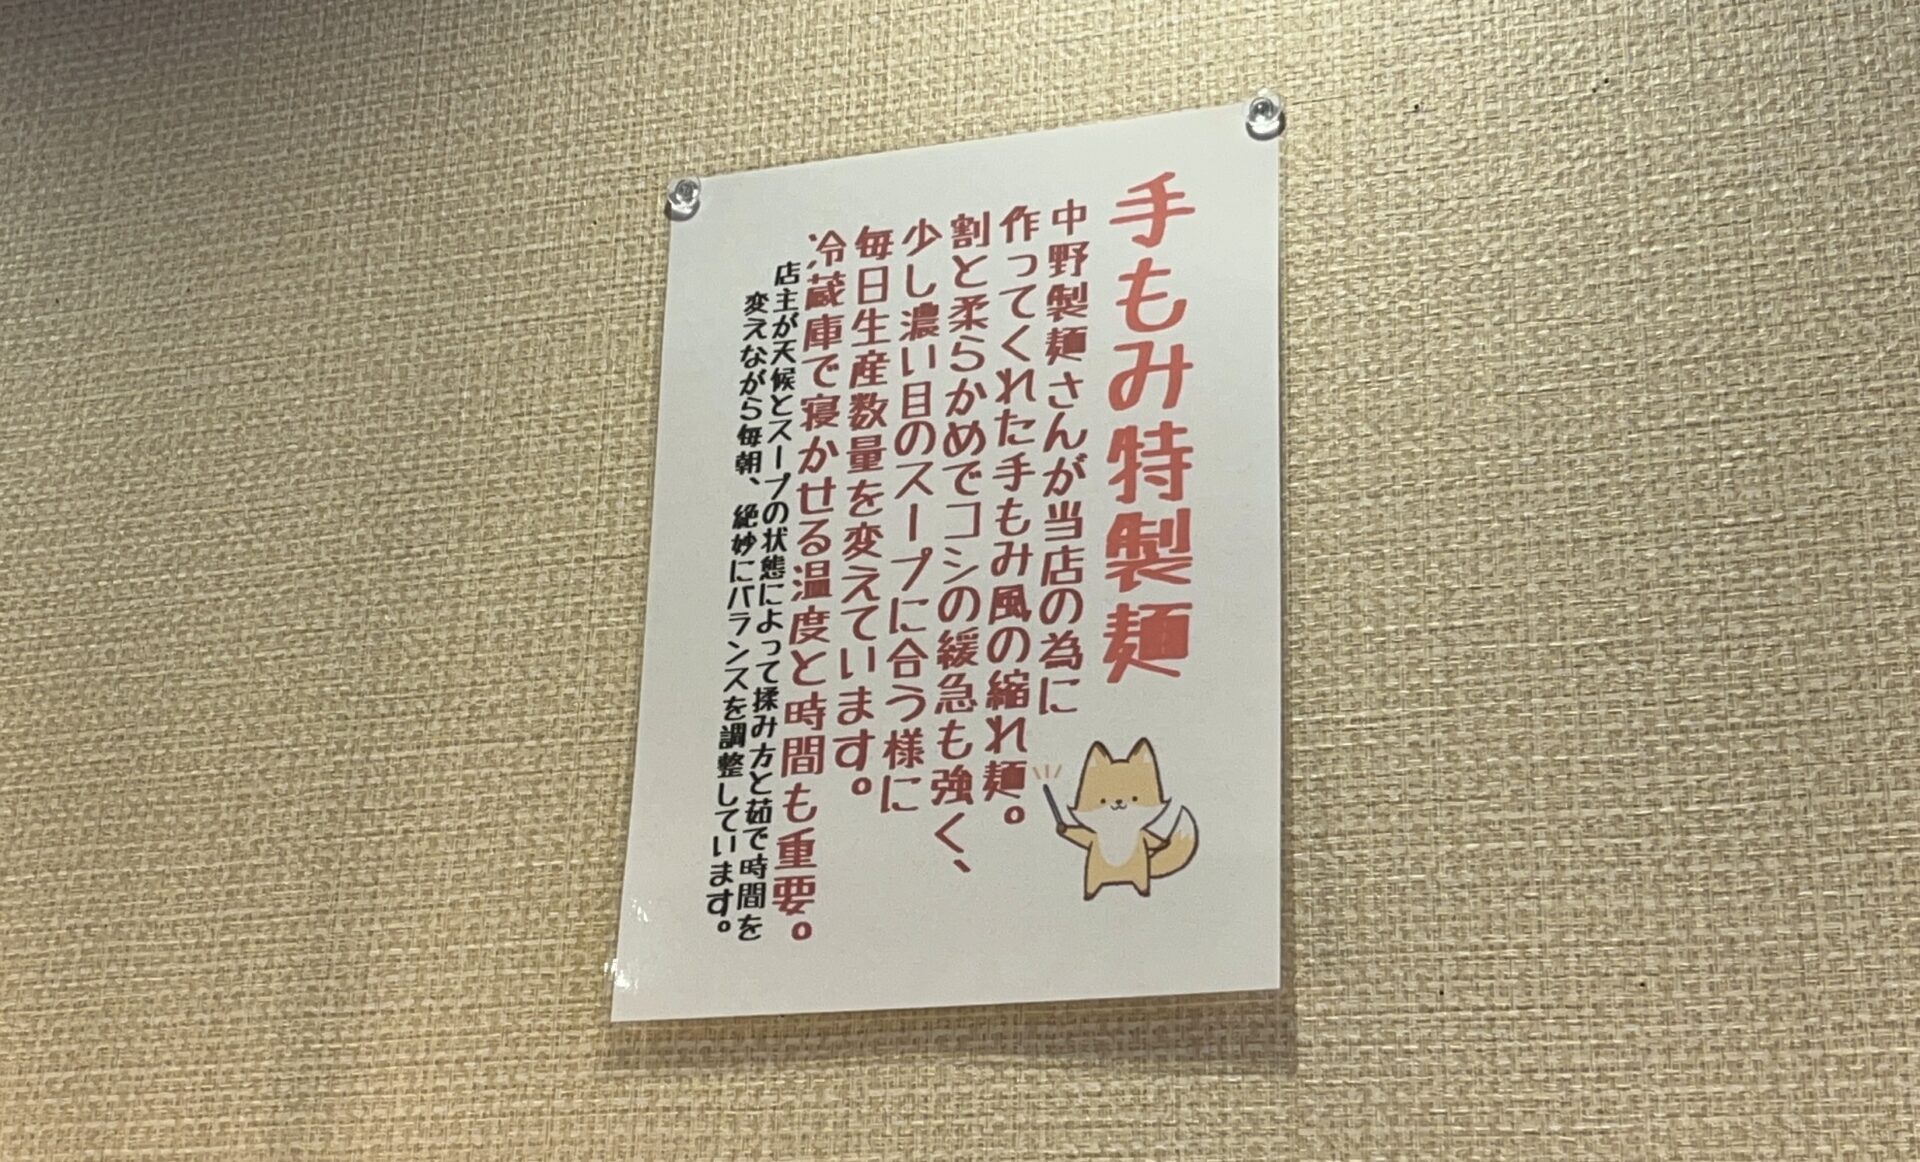 手もみ特製麺
中野製麺さんが当店の為に
作ってくれた手もみ風の縮れ麺。
割と柔らかめでコシの緩急も強く、
少し濃い目のスープに合う様に
毎日生産数量を変えています。
冷蔵庫で寝かせる温度と時間も重要。
店主が天候とスープの状態によって揉み方と茹で時間を
変えながら毎朝、絶妙にバランスを調整しています。